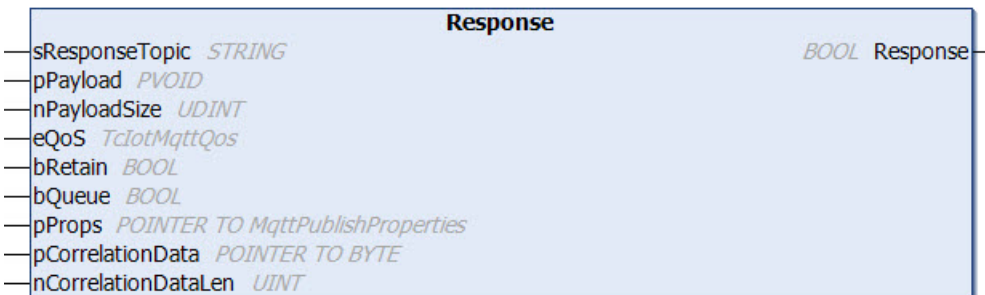 Response
sResponseTopic STRING BOOL Response
pPayload PVOID
nPayloadSize UDINT
eQoS TcIotMqttQos
bRetain BOOL
bQueue BOOL
pProps POINTER TO MqttPublishProperties
pCorrelationData POINTER TO BYTE
nCorrelationDataLen UINT